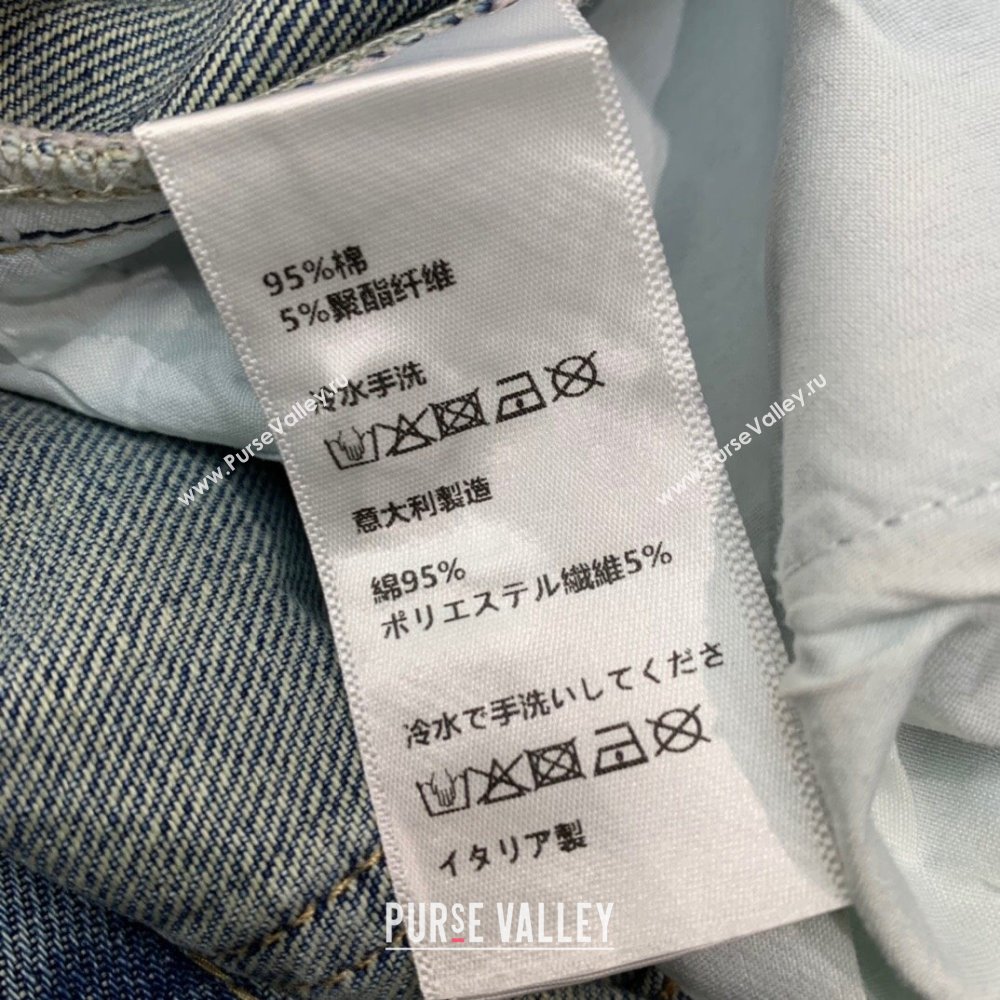 95%棉
5%聚酯纤维
冷水手洗
意大利製造
綿95%
ポリエステル繊維5%
冷水で手洗いしてくださ
イタリア製
www.PurseValley.ru
www.PurseValley.ru
PURSE VALLEY